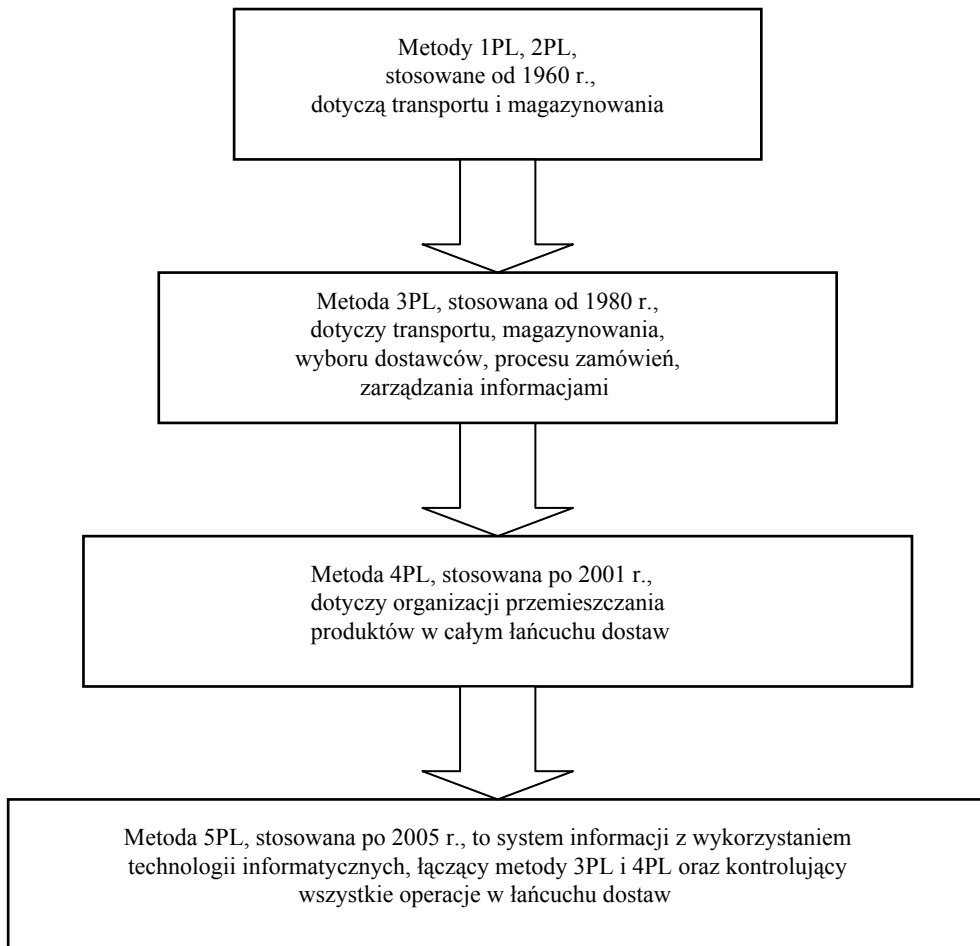 Metody 1PL, 2PL,
stosowane od 1960 r.,
dotyczą transportu i magazynowania
Metoda 3PL, stosowana od 1980 r.,
dotyczy transportu, magazynowania,
wyboru dostawców, procesu zamówień,
zarządzania informacjami
Metoda 4PL, stosowana po 2001 r.,
dotyczy organizacji przemieszczania
produktów w całym łańcuchu dostaw
Metoda 5PL, stosowana po 2005 r., to system informacji z wykorzystaniem
technologii informatycznych, łączący metody 3PL i 4PL oraz kontrolujący
wszystkie operacje w łańcuchu dostaw